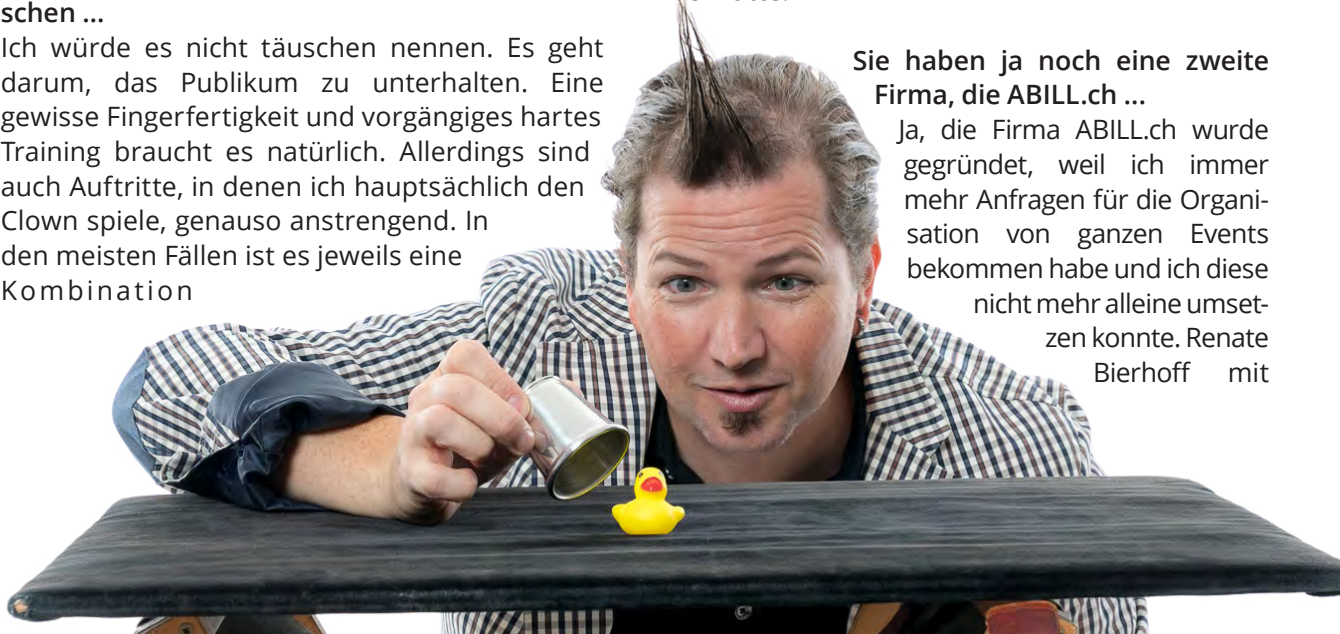 schen ...
Ich würde es nicht täuschen nennen. Es geht
darum, das Publikum zu unterhalten. Eine
gewisse Fingerfertigkeit und vorgängiges hartes
Training braucht es natürlich. Allerdings sind
auch Auftritte, in denen ich hauptsächlich den
Clown spiele, genauso anstrengend. In
den meisten Fällen ist es jeweils eine
Kombination
Sie haben ja noch eine zweite
Firma, die ABILL.ch ...
Ja, die Firma ABILL.ch wurde
gegründet, weil ich immer
mehr Anfragen für die Organi-
sation von ganzen Events
bekommen habe und ich diese
nicht mehr alleine umset-
zen konnte. Renate
Bierhoff mit